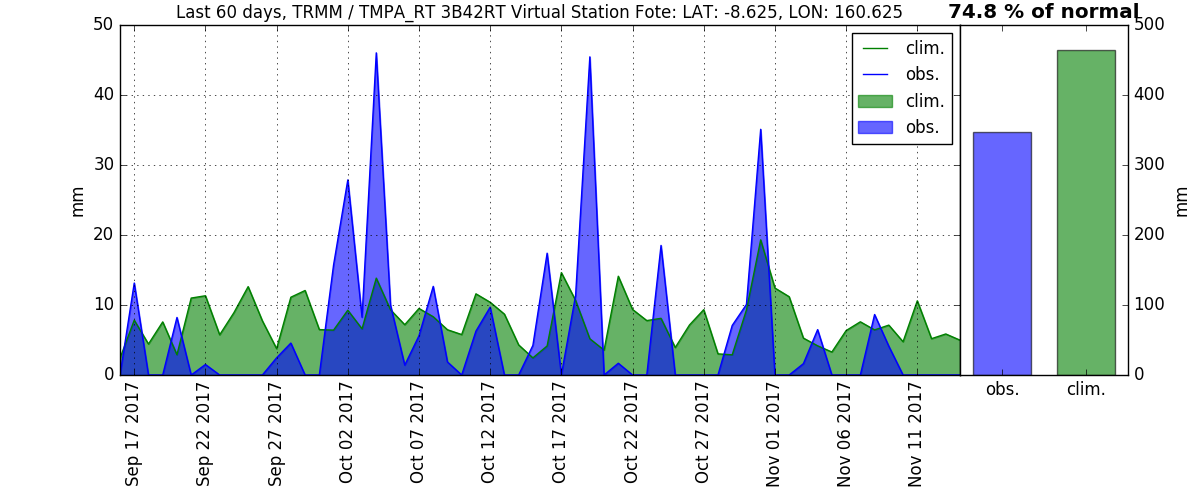 Last 60 days, TRMM / TMPA_RT 3B42RT Virtual Station Fote: LAT: -8.625, LON: 160.625
74.8 % of normal
50
40
30
20
10
0
mm
clim.
obs.
clim.
obs.
500
400
300
200
100
0
mm
Sep 17 2017
Sep 22 2017
Sep 27 2017
Oct 02 2017
Oct 07 2017
Oct 12 2017
Oct 17 2017
Oct 22 2017
Oct 27 2017
Nov 01 2017
Nov 06 2017
Nov 11 2017
obs.
clim.